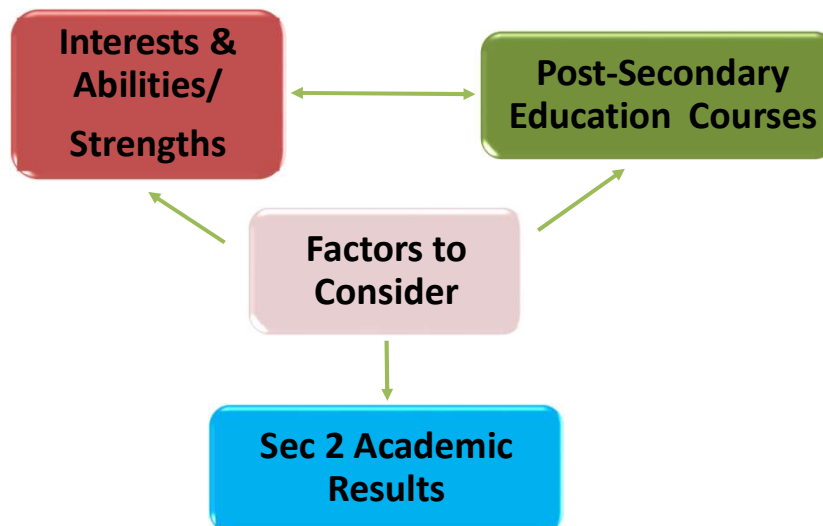 Interests &
Abilities/
Strengths
Post-Secondary
Education Courses
Factors to
Consider
Sec 2 Academic
Results